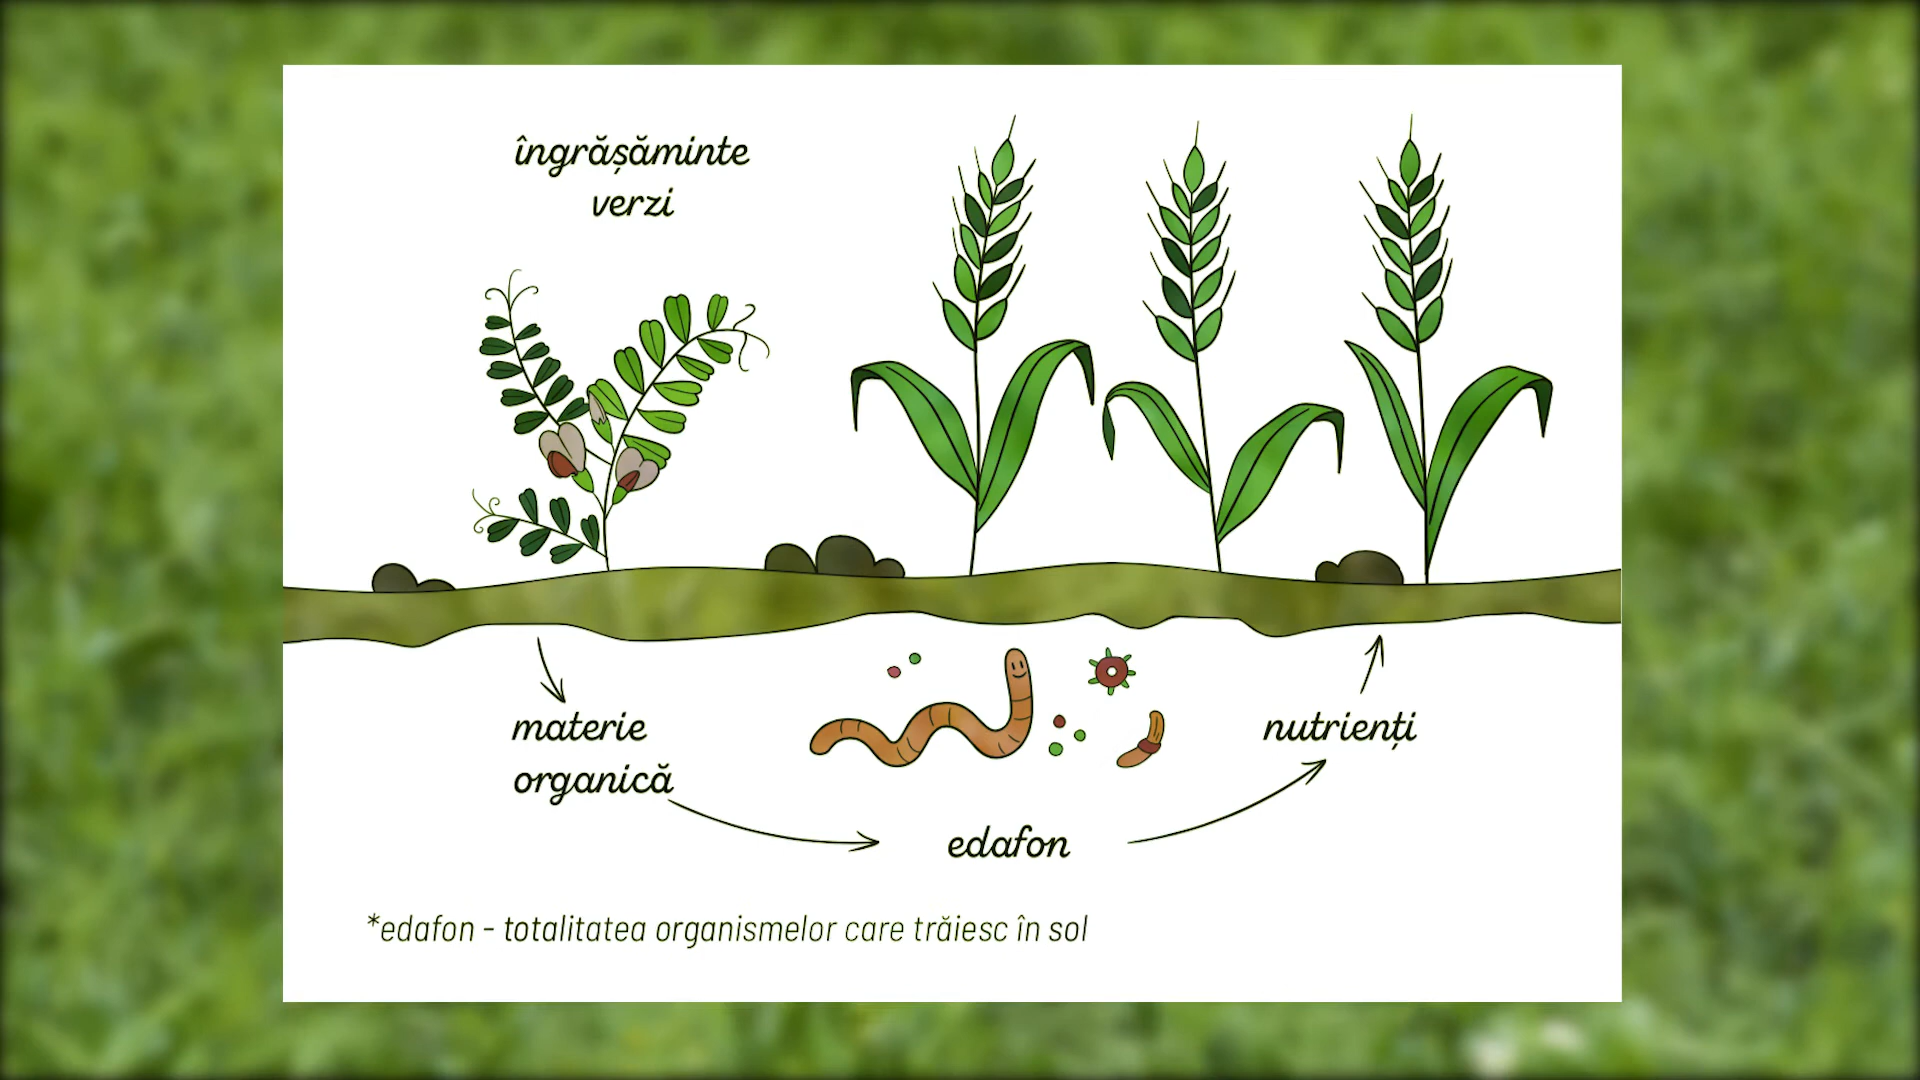 îngrășăminte
verzi
materie
organică
nutrienți
edafon
*edafon - totalitatea organismelor care trăiesc în sol